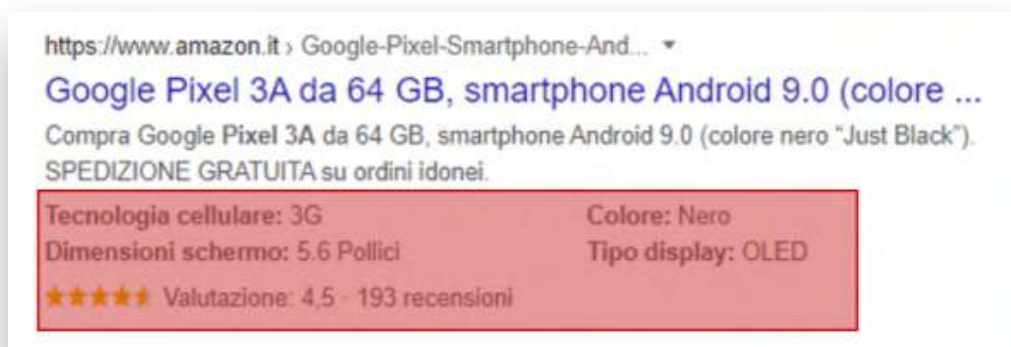 https://www.amazon.it › Google-Pixel-Smartphone-And... ▼
Google Pixel 3A da 64 GB, smartphone Android 9.0 (colore ...
Compra Google Pixel 3A da 64 GB, smartphone Android 9.0 (colore nero “Just Black”).
SPEDIZIONE GRATUITA su ordini idonei.
Tecnologia cellulare: 3G Colore: Nero
Dimensioni schermo: 5.6 Pollici Tipo display: OLED
★★★★★ Valutazione: 4,5 · 193 recensioni